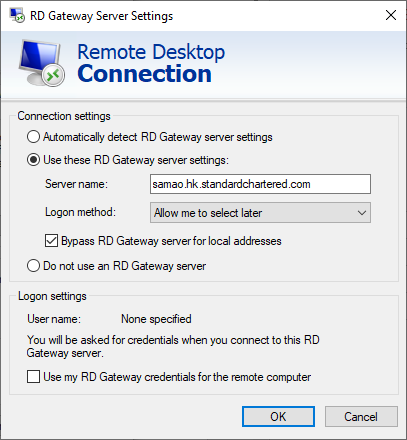 RD Gateway Server Settings
Remote Desktop
Connection
Connection settings
Automatically detect RD Gateway server settings
Use these RD Gateway server settings:
Server name: samao.hk.standardchartered.com
Logon method: Allow me to select later
Bypass RD Gateway server for local addresses
Do not use an RD Gateway server
Logon settings
User name: None specified
You will be asked for credentials when you connect to this RD
Gateway server.
Use my RD Gateway credentials for the remote computer
OK Cancel